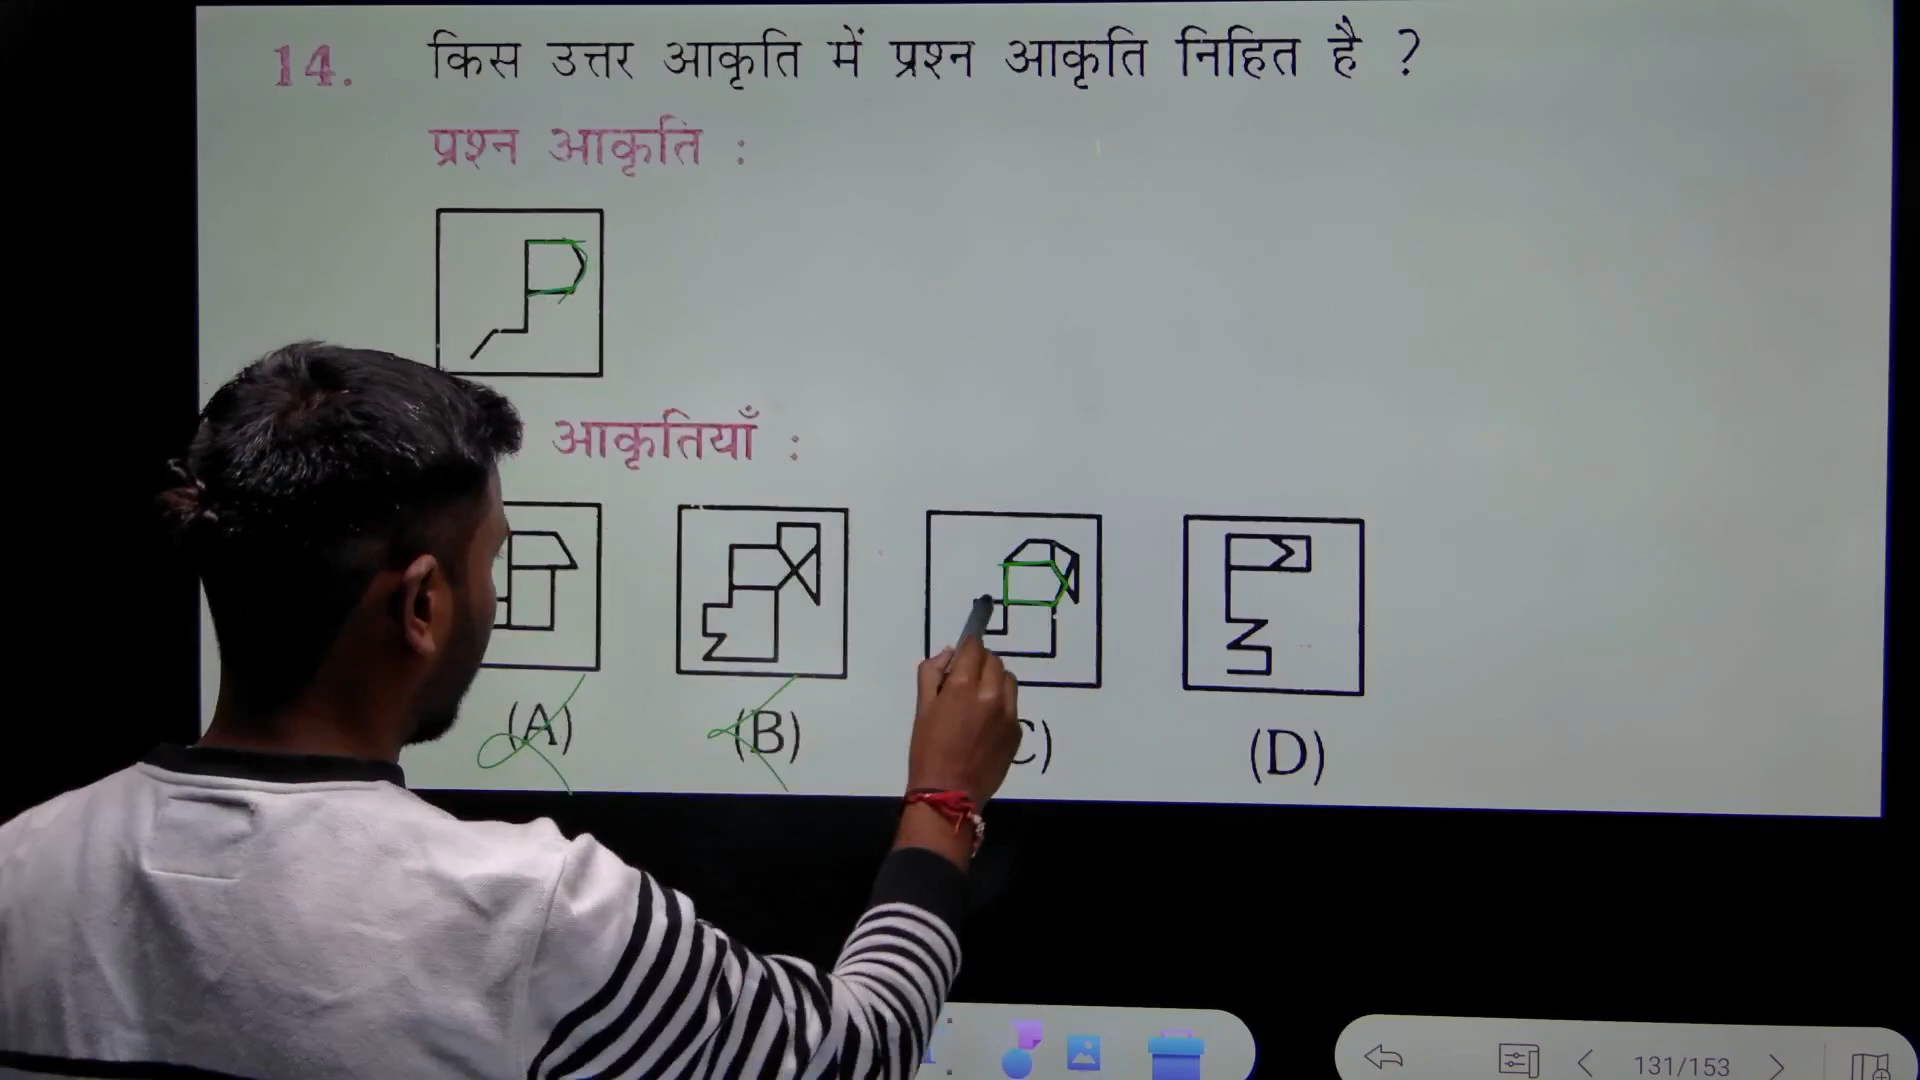 14. किस उत्तर आकृति में प्रश्न आकृति निहित है ?
प्रश्न आकृति :
आकृतियाँ :
(A) (B) C) (D)
131/153